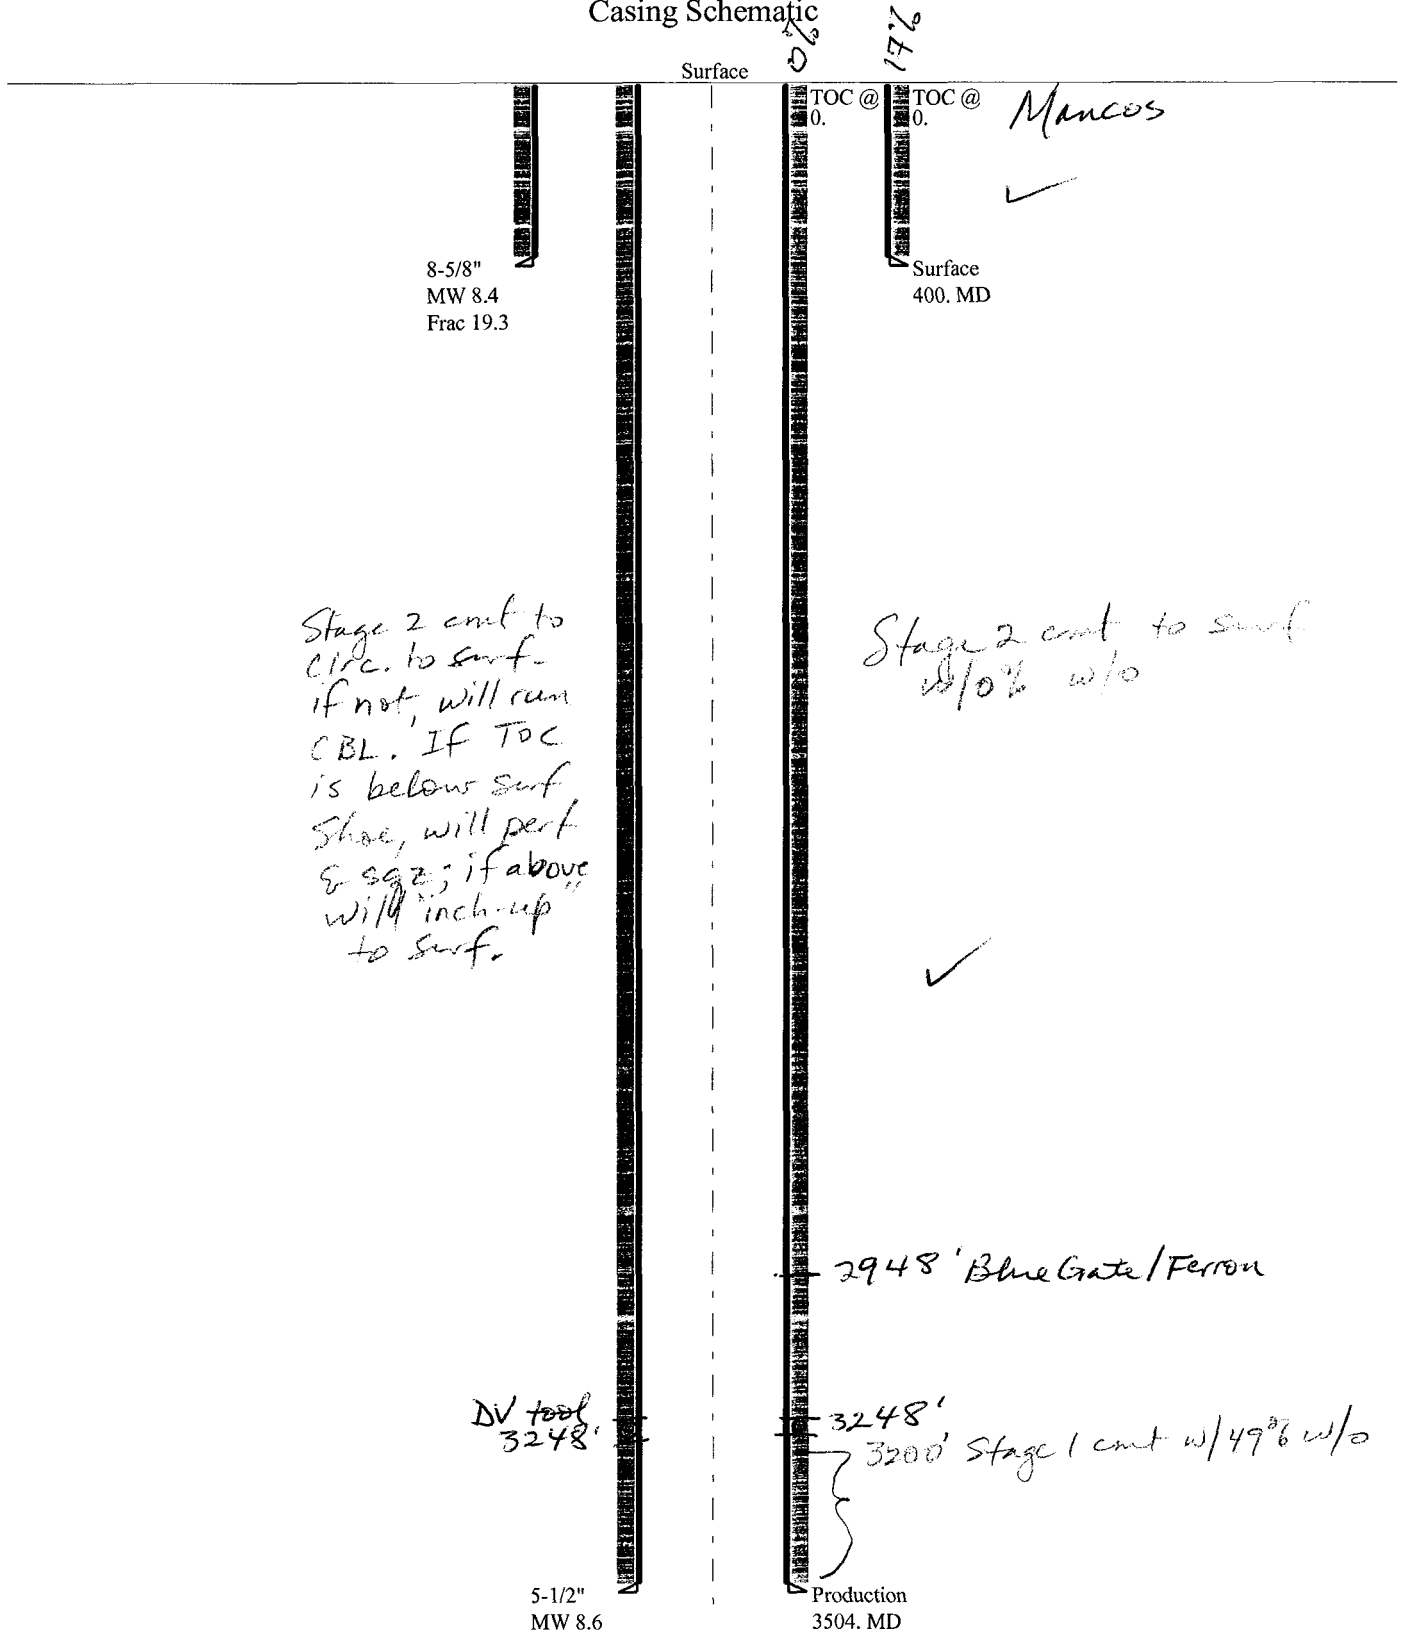 Casing Schematic
0%
17%
Surface
TOC @
0.
TOC @
0.
Mancos
8-5/8"
MW 8.4
Frac 19.3
Surface
400. MD
Stage 2 cmt to
circ. to surf.
if not, will run
CBL. If TOC
is below surf
shoe, will perf
& sqz; if above
will "inch-up"
to surf.
Stage 2 cmt to surf
w/0% w/o
2948' Blue Gate/Ferron
DV tool
3248'
3248'
3200' Stage 1 cmt w/49% w/o
5-1/2"
MW 8.6
Production
3504. MD